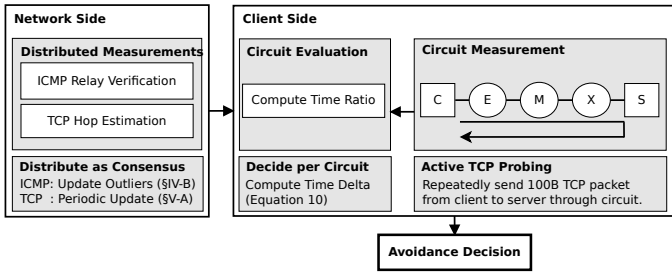 Network Side
Distributed Measurements
ICMP Relay Verification
TCP Hop Estimation
Distribute as Consensus
ICMP: Update Outliers (§IV-B)
TCP : Periodic Update (§V-A)
Client Side
Circuit Evaluation
Compute Time Ratio
Decide per Circuit
Compute Time Delta
(Equation 10)
Circuit Measurement
C E M X S
Active TCP Probing
Repeatedly send 100B TCP packet
from client to server through circuit.
Avoidance Decision